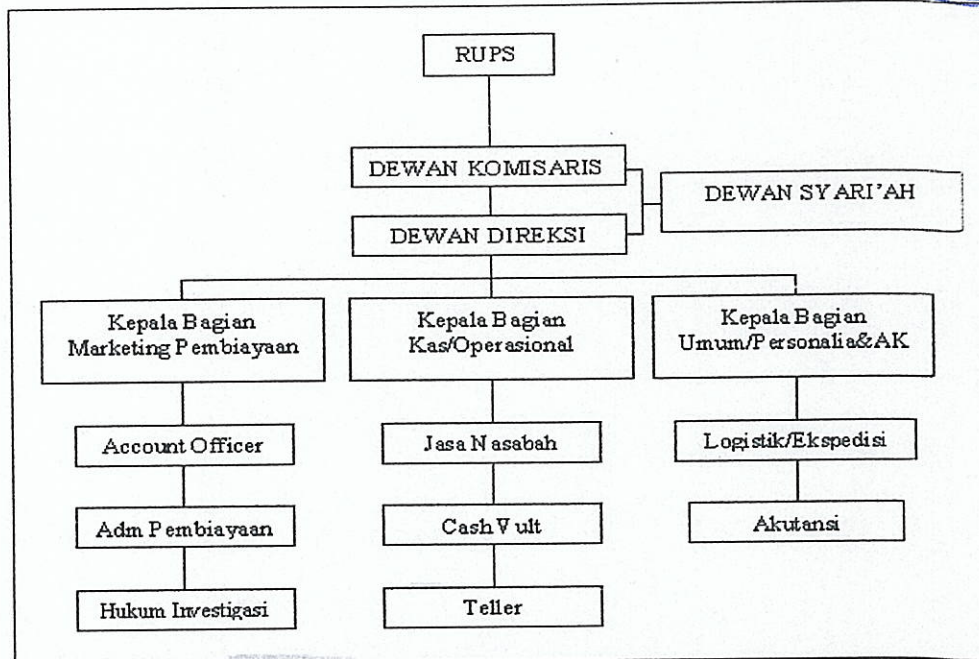 RUPS
DEWAN KOMISARIS
DEWAN SYARI'AH
DEWAN DIREKSI
Kepala Bagian
Marketing Pembiayaan
Kepala Bagian
Kas/Operasional
Kepala Bagian
Umum/Personalia&AK
Account Officer
Jasa Nasabah
Logistik/Ekspedisi
Adm Pembiayaan
Cash Vult
Akutansi
Hukum Investigasi
Teller